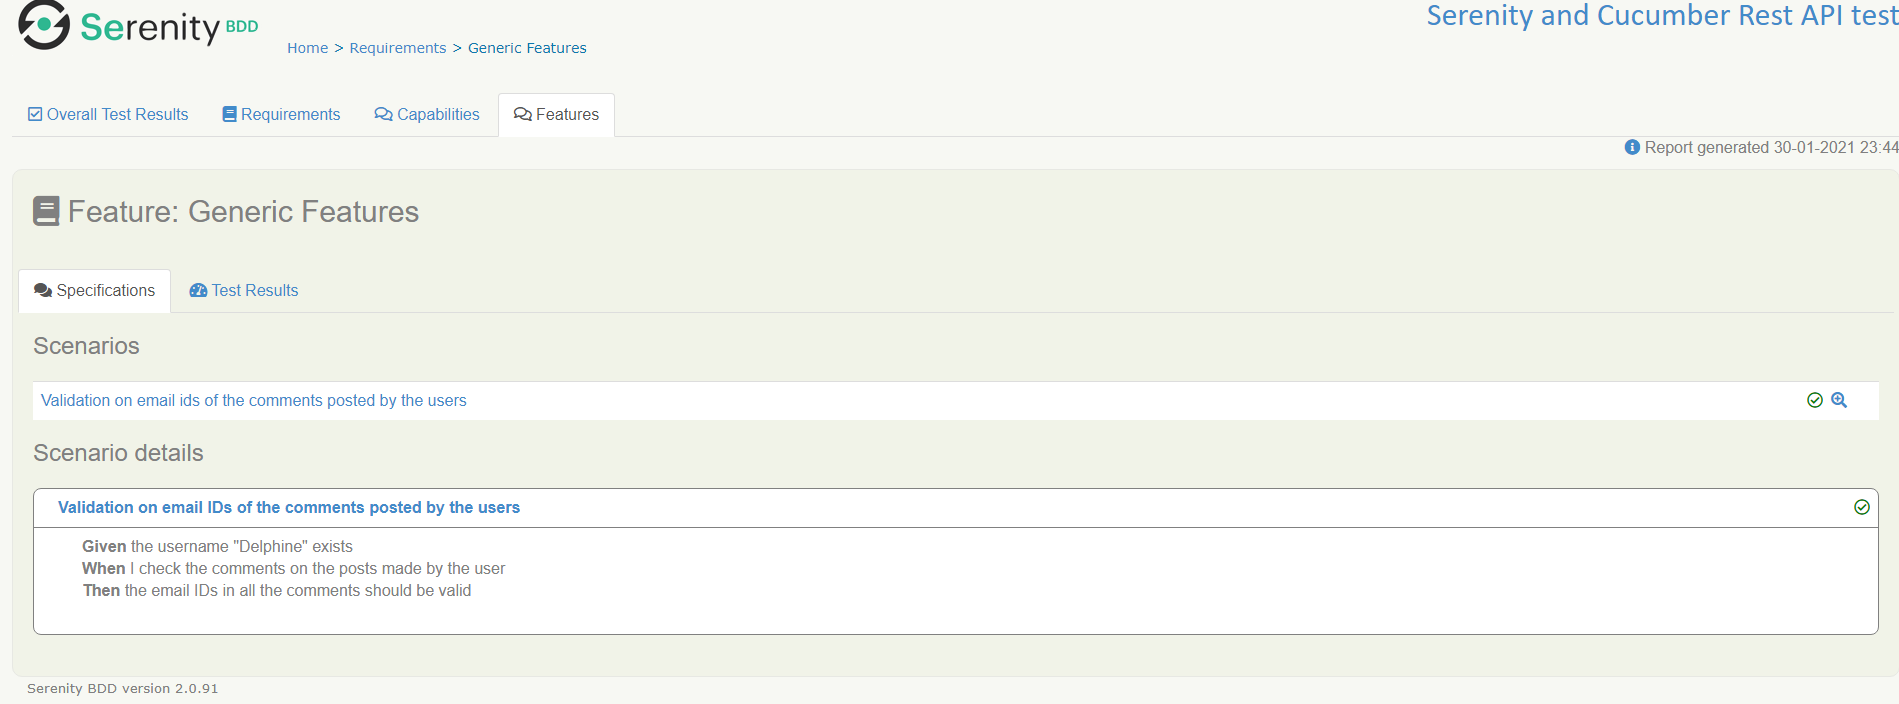 Serenity BDD
Serenity and Cucumber Rest API test
Home > Requirements > Generic Features
Overall Test Results
Requirements
Capabilities
Features
Report generated 30-01-2021 23:44
Feature: Generic Features
Specifications
Test Results
Scenarios
Validation on email ids of the comments posted by the users
Scenario details
Validation on email IDs of the comments posted by the users
Given the username "Delphine" exists
When I check the comments on the posts made by the user
Then the email IDs in all the comments should be valid
Serenity BDD version 2.0.91